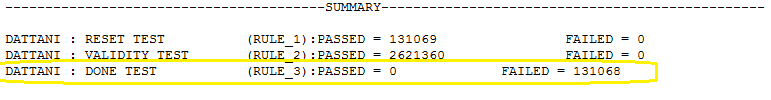 --------------------------------------SUMMARY---------------------------------------------
DATTANI : RESET TEST (RULE_1):PASSED = 131069 FAILED = 0
DATTANI : VALIDITY TEST (RULE_2):PASSED = 2621360 FAILED = 0
DATTANI : DONE TEST (RULE_3):PASSED = 0 FAILED = 131068